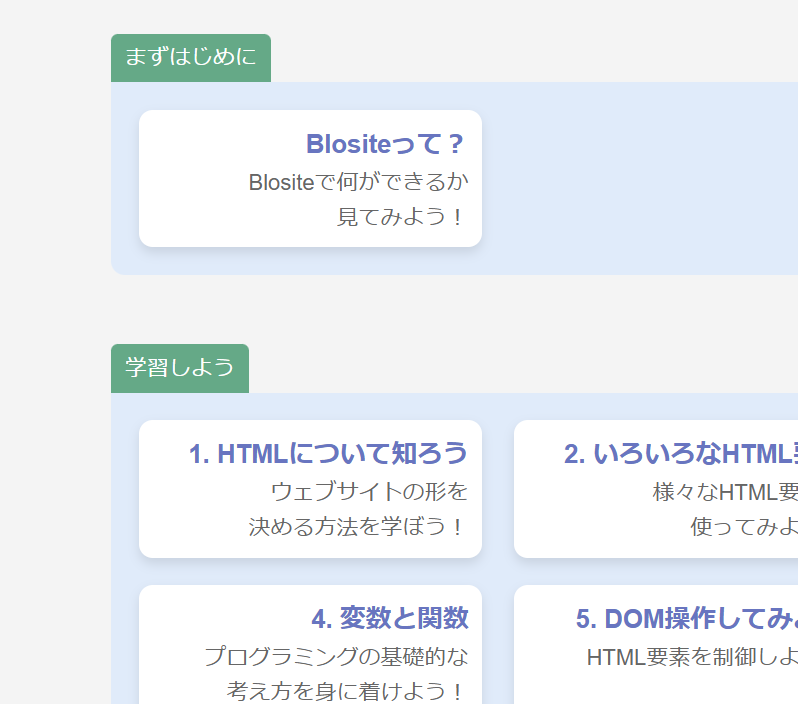 まずはじめに
Blositeって？
Blositeで何ができるか
見てみよう！
学習しよう
1. HTMLについて知ろう
ウェブサイトの形を
決める方法を学ぼう！
2. いろいろなHTML
様々なHTML要
使ってみよ
4. 変数と関数
プログラミングの基礎的な
考え方を身に着けよう！
5. DOM操作してみ
HTML要素を制御しよ